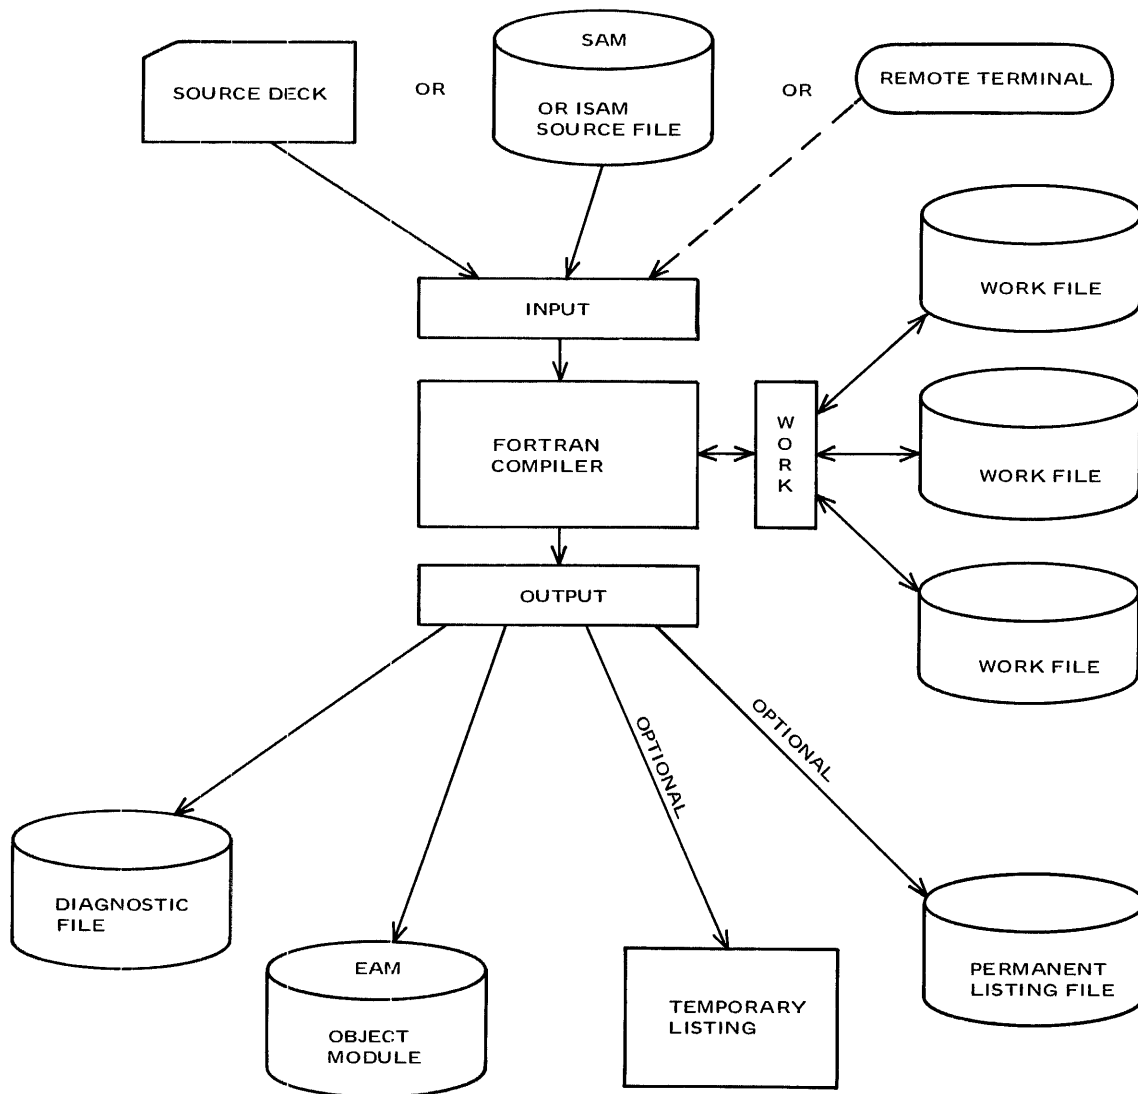 SAM
SOURCE DECK
OR
OR ISAM
SOURCE FILE
OR
REMOTE TERMINAL
INPUT
WORK FILE
FORTRAN
COMPILER
WORK
WORK FILE
OUTPUT
WORK FILE
OPTIONAL
OPTIONAL
DIAGNOSTIC
FILE
EAM
OBJECT
MODULE
TEMPORARY
LISTING
PERMANENT
LISTING FILE